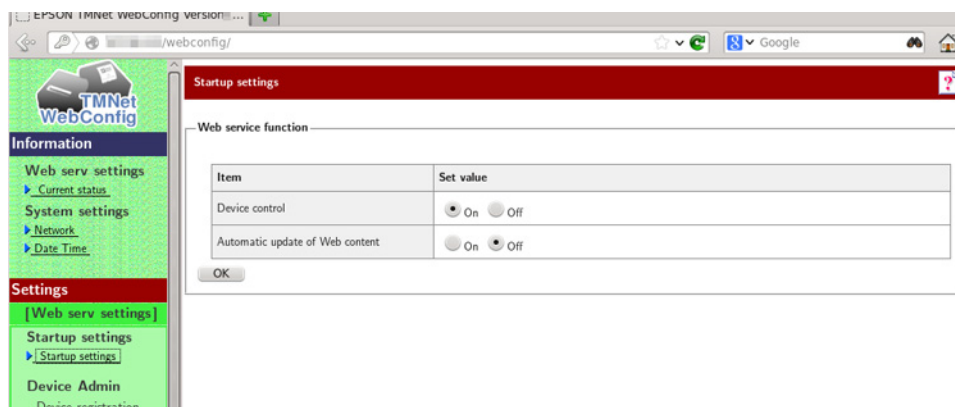 EPSON TMNet WebConfig Version ...
/webconfig/
Google
TMNet
WebConfig
Information
Web serv settings
Current status
System settings
Network
Date Time
Settings
[Web serv settings]
Startup settings
Startup settings
Device Admin
Device registration
Startup settings
?
Web service function
Item Set value
Device control On Off
Automatic update of Web content On Off
OK